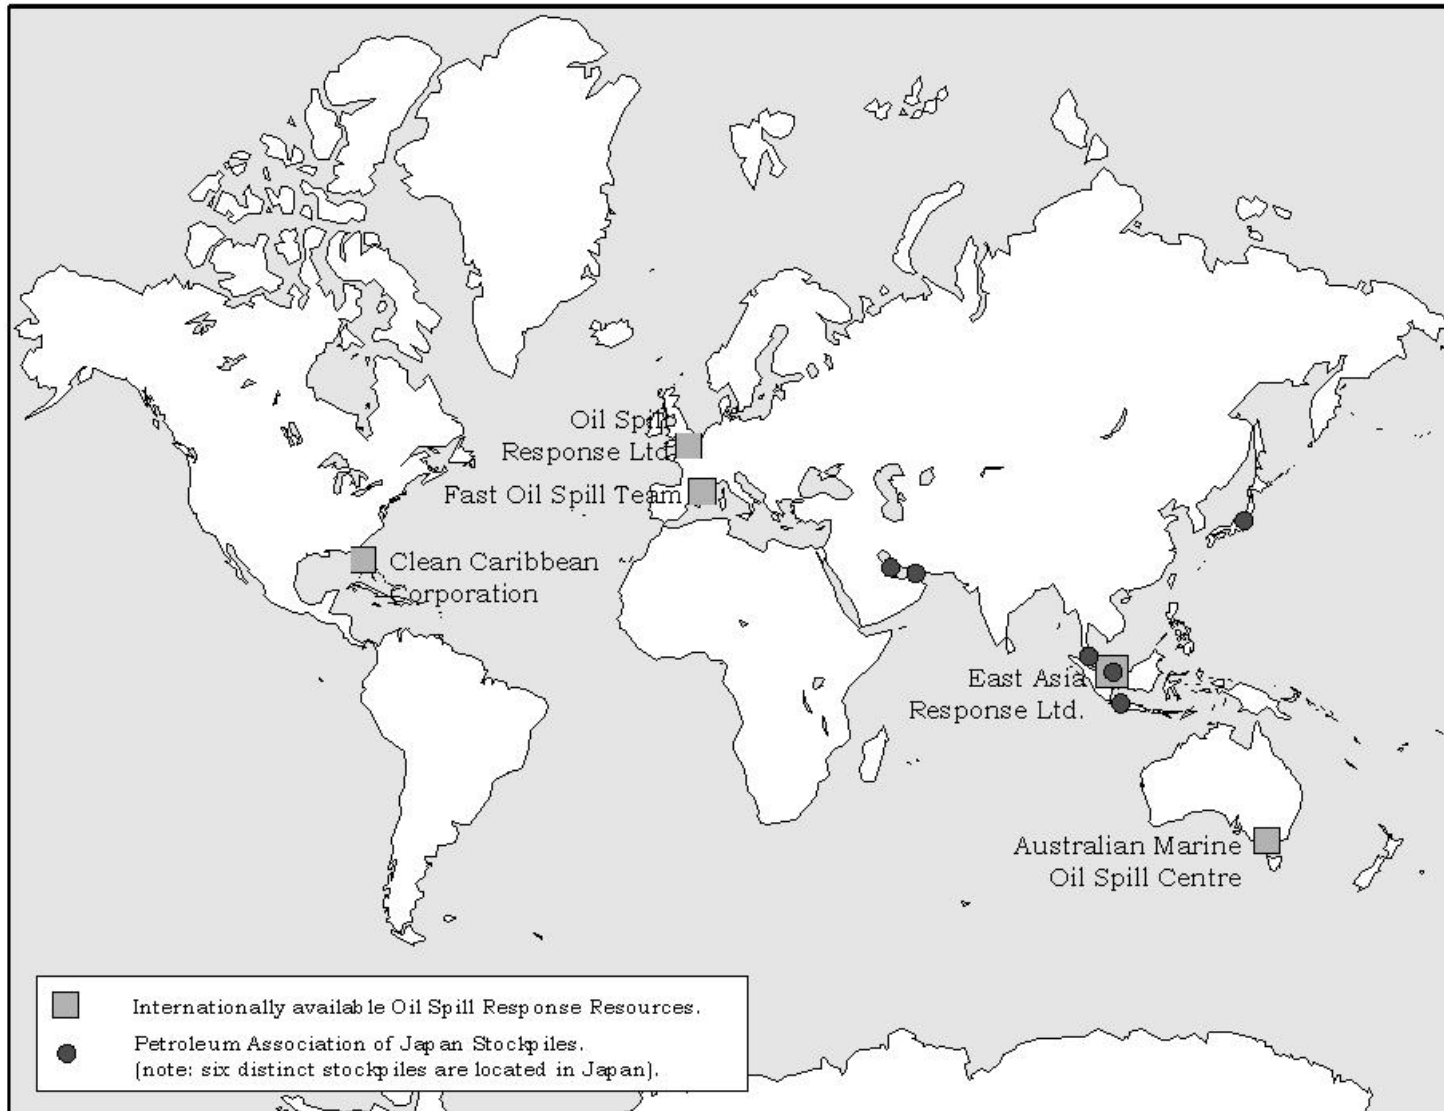 Oil Spill
Response Ltd.
Fast Oil Spill Team
Clean Caribbean
Corporation
East Asia
Response Ltd.
Australian Marine
Oil Spill Centre
Internationally available Oil Spill Response Resources.
Petroleum Association of Japan Stockpiles.
(note: six distinct stockpiles are located in Japan).